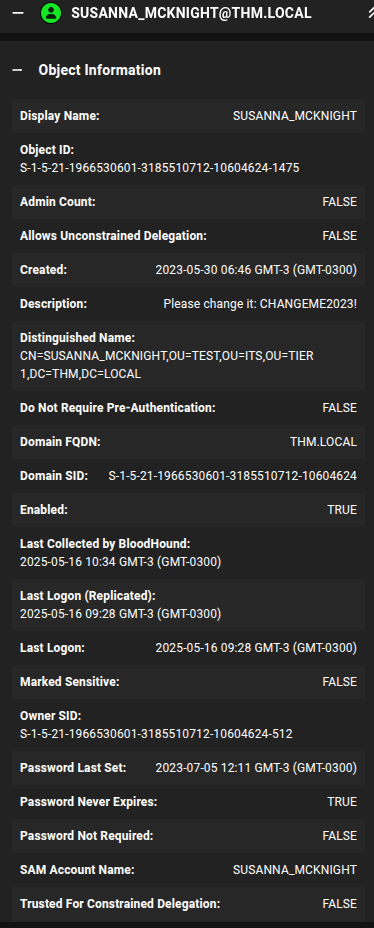 SUSANNA_MCKNIGHT@THM.LOCAL
Object Information
Display Name: SUSANNA_MCKNIGHT
Object ID:
S-1-5-21-1966530601-3185510712-10604624-1475
Admin Count: FALSE
Allows Unconstrained Delegation: FALSE
Created: 2023-05-30 06:46 GMT-3 (GMT-0300)
Description: Please change it: CHANGEME2023!
Distinguished Name:
CN=SUSANNA_MCKNIGHT,OU=TEST,OU=ITS,OU=TIER
1,DC=THM,DC=LOCAL
Do Not Require Pre-Authentication: FALSE
Domain FQDN: THM.LOCAL
Domain SID: S-1-5-21-1966530601-3185510712-10604624
Enabled: TRUE
Last Collected by BloodHound:
2025-05-16 10:34 GMT-3 (GMT-0300)
Last Logon (Replicated):
2025-05-16 09:28 GMT-3 (GMT-0300)
Last Logon: 2025-05-16 09:28 GMT-3 (GMT-0300)
Marked Sensitive: FALSE
Owner SID:
S-1-5-21-1966530601-3185510712-10604624-512
Password Last Set: 2023-07-05 12:11 GMT-3 (GMT-0300)
Password Never Expires: TRUE
Password Not Required: FALSE
SAM Account Name: SUSANNA_MCKNIGHT
Trusted For Constrained Delegation: FALSE